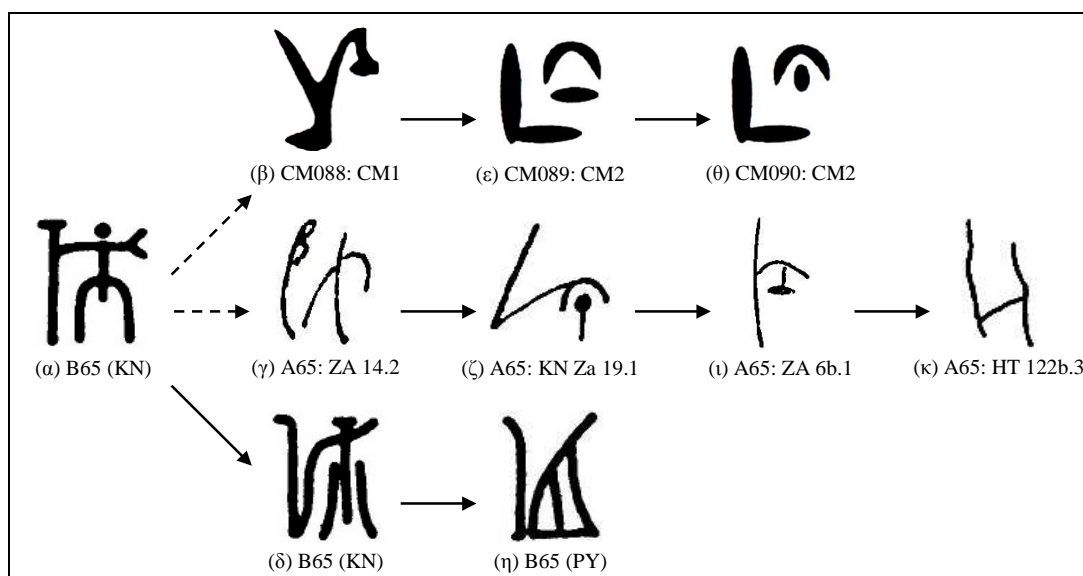 (β) CM088: CM1 (ε) CM089: CM2 (θ) CM090: CM2
(α) B65 (KN) (γ) A65: ZA 14.2 (ζ) A65: KN Za 19.1 (ι) A65: ZA 6b.1 (κ) A65: HT 122b.3
(δ) B65 (KN) (η) B65 (PY)